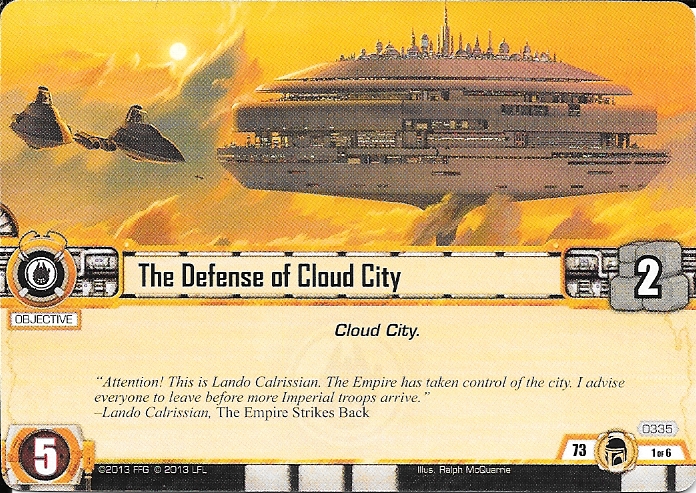 The Defense of Cloud City
2
OBJECTIVE
Cloud City.
“Attention! This is Lando Calrissian. The Empire has taken control of the city. I advise
everyone to leave before more Imperial troops arrive.”
–Lando Calrissian, The Empire Strikes Back
0335
5
73
1 OF 6
©2013 FFG © 2013 LFL
Illus. Ralph McQuarrie